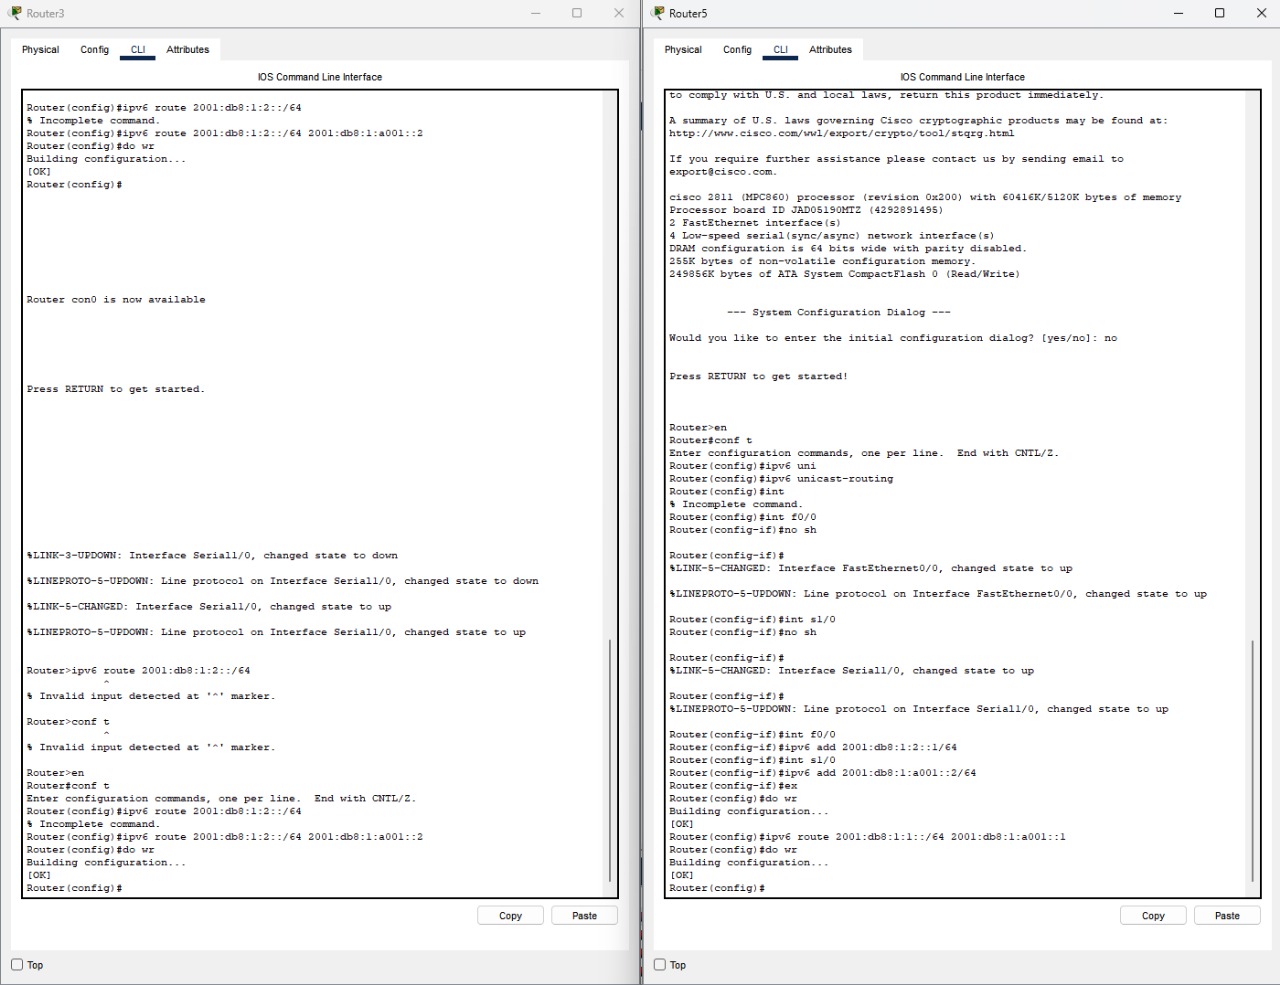 Router3
Physical Config CLI Attributes
IOS Command Line Interface
Router(config)#ipv6 route 2001:db8:1:2::/64
% Incomplete command.
Router(config)#ipv6 route 2001:db8:1:2::/64 2001:db8:1:a001::2
Router(config)#do wr
Building configuration...
[OK]
Router(config)#
Router con0 is now available
Press RETURN to get started.
%LINK-3-UPDOWN: Interface Serial1/0, changed state to down
%LINEPROTO-5-UPDOWN: Line protocol on Interface Serial1/0, changed state to down
%LINK-5-CHANGED: Interface Serial1/0, changed state to up
%LINEPROTO-5-UPDOWN: Line protocol on Interface Serial1/0, changed state to up
Router>ipv6 route 2001:db8:1:2::/64
^
% Invalid input detected at '^' marker.
Router>conf t
^
% Invalid input detected at '^' marker.
Router>en
Router#conf t
Enter configuration commands, one per line.  End with CNTL/Z.
Router(config)#ipv6 route 2001:db8:1:2::/64
% Incomplete command.
Router(config)#ipv6 route 2001:db8:1:2::/64 2001:db8:1:a001::2
Router(config)#do wr
Building configuration...
[OK]
Router(config)#
Copy Paste
Top
Router5
Physical Config CLI Attributes
IOS Command Line Interface
to comply with U.S. and local laws, return this product immediately.
A summary of U.S. laws governing Cisco cryptographic products may be found at:
http://www.cisco.com/wwl/export/crypto/tool/stqrg.html
If you require further assistance please contact us by sending email to
export@cisco.com.
cisco 2811 (MPC860) processor (revision 0x200) with 60416K/5120K bytes of memory
Processor board ID JAD05190MTZ (4292891495)
2 FastEthernet interface(s)
4 Low-speed serial(sync/async) network interface(s)
DRAM configuration is 64 bits wide with parity disabled.
255K bytes of non-volatile configuration memory.
249856K bytes of ATA System CompactFlash 0 (Read/Write)
--- System Configuration Dialog ---
Would you like to enter the initial configuration dialog? [yes/no]: no
Press RETURN to get started!
Router>en
Router#conf t
Enter configuration commands, one per line.  End with CNTL/Z.
Router(config)#ipv6 uni
Router(config)#ipv6 unicast-routing
Router(config)#int
% Incomplete command.
Router(config)#int f0/0
Router(config-if)#no sh
Router(config-if)#
%LINK-5-CHANGED: Interface FastEthernet0/0, changed state to up
%LINEPROTO-5-UPDOWN: Line protocol on Interface FastEthernet0/0, changed state to up
Router(config-if)#int s1/0
Router(config-if)#no sh
Router(config-if)#
%LINK-5-CHANGED: Interface Serial1/0, changed state to up
Router(config-if)#
%LINEPROTO-5-UPDOWN: Line protocol on Interface Serial1/0, changed state to up
Router(config-if)#int f0/0
Router(config-if)#ipv6 add 2001:db8:1:2::1/64
Router(config-if)#int s1/0
Router(config-if)#ipv6 add 2001:db8:1:a001::2/64
Router(config-if)#ex
Router(config)#do wr
Building configuration...
[OK]
Router(config)#ipv6 route 2001:db8:1:1::/64 2001:db8:1:a001::1
Router(config)#do wr
Building configuration...
[OK]
Router(config)#
Copy Paste
Top